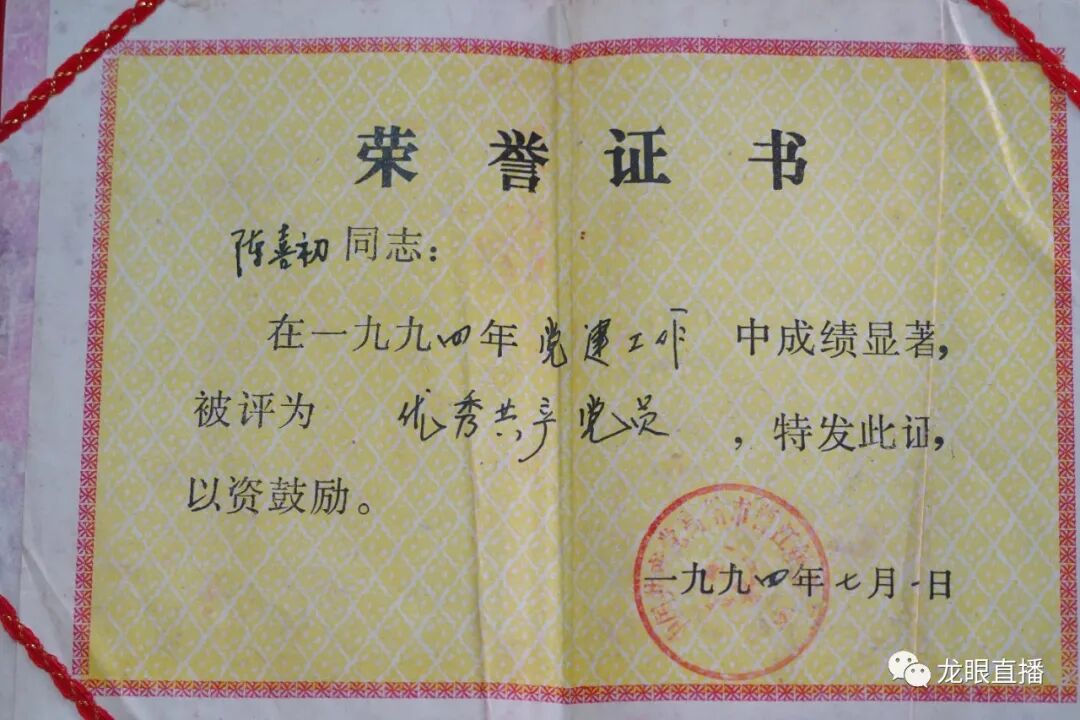 荣誉证书
陈喜初同志：
在一九九四年党建工作中成绩显著，
被评为优秀共产党员，特发此证，
以资鼓励。
一九九四年七月一日
龙眼直播